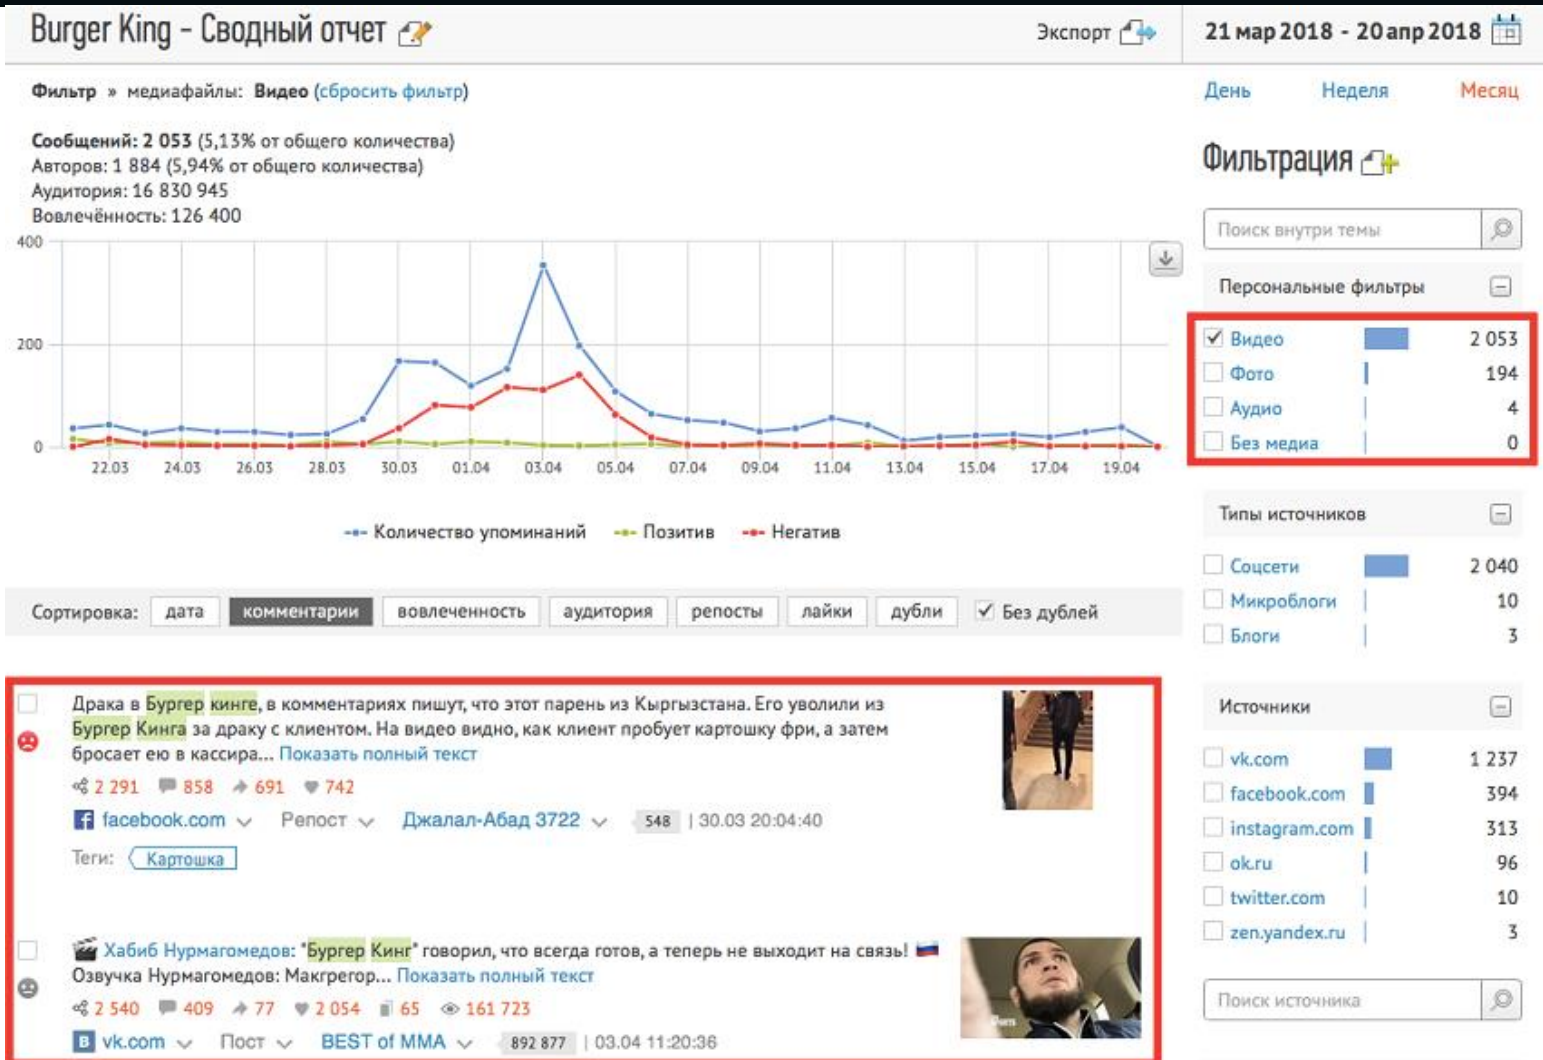 Burger King – Сводный отчет
Экспорт
21 мар 2018 - 20 апр 2018
Фильтр » медиафайлы: Видео (сбросить фильтр)
День Неделя Месяц
Сообщений: 2 053 (5,13% от общего количества)
Авторов: 1 884 (5,94% от общего количества)
Аудитория: 16 830 945
Вовлечённость: 126 400
400
200
0
22.03 24.03 26.03 28.03 30.03 01.04 03.04 05.04 07.04 09.04 11.04 13.04 15.04 17.04 19.04
Количество упоминаний Позитив Негатив
Сортировка: дата комментарии вовлеченность аудитория репосты лайки дубли Без дублей
Драка в Бургер кинге, в комментариях пишут, что этот парень из Кыргызстана. Его уволили из
Бургер Кинга за драку с клиентом. На видео видно, как клиент пробует картошку фри, а затем
бросает ею в кассира... Показать полный текст
2 291 858 691 742
facebook.com Репост Джалал-Абад 3722 548 | 30.03 20:04:40
Теги: Картошка
Хабиб Нурмагомедов: "Бургер Кинг" говорил, что всегда готов, а теперь не выходит на связь!
Озвучка Нурмагомедов: Макгрегор... Показать полный текст
2 540 409 77 2 054 65 161 723
B vk.com Пост BEST of MMA 892 877 | 03.04 11:20:36
Фильтрация
Поиск внутри темы
Персональные фильтры
Видео 2 053
Фото 194
Аудио 4
Без медиа 0
Типы источников
Соцсети 2 040
Микроблоги 10
Блоги 3
Источники
vk.com 1 237
facebook.com 394
instagram.com 313
ok.ru 96
twitter.com 10
zen.yandex.ru 3
Поиск источника